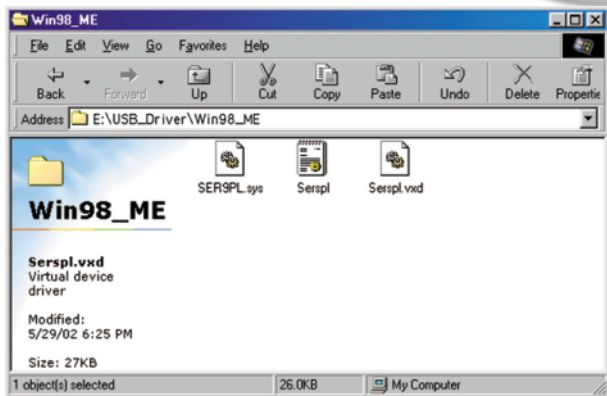 Win98_ME
File Edit View Go Favorites Help
Back Forward Up Cut Copy Paste Undo Delete Propertie
Address E:\USB_Driver\Win98_ME
SER9PL.sys Serspl Serspl.vxd
Win98_ME
Serspl.vxd
Virtual device
driver
Modified:
5/29/02 6:25 PM
Size: 27KB
1 object(s) selected 26.0KB My Computer